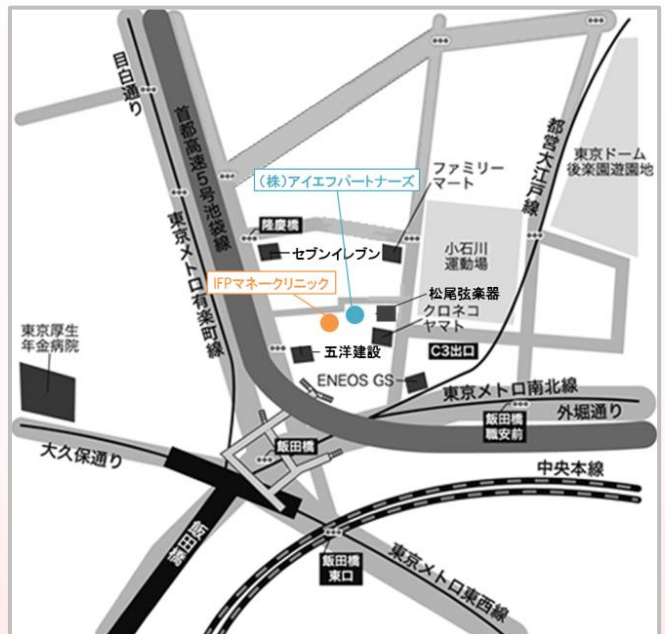 目白通り
首都高速5号池袋線
都営大江戸線
東京ドーム
後楽園遊園地
ファミリー
マート
(株)アイエフパートナーズ
隆慶橋
セブンイレブン
小石川
運動場
東京メトロ有楽町線
IFPマネークリニック
松尾弦楽器
クロネコ
ヤマト
東京厚生
年金病院
五洋建設
C3出口
ENEOS GS
東京メトロ南北線
外堀通り
飯田橋
職安前
大久保通り
飯田橋
中央本線
飯田橋
飯田橋
東口
東京メトロ東西線